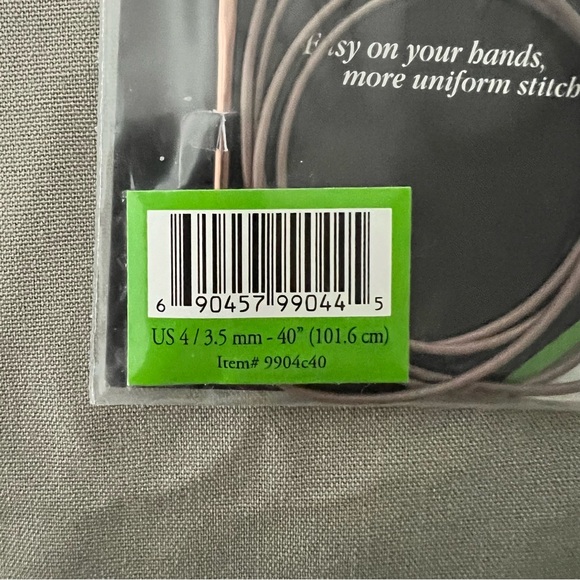 Easy on your hands,
more uniform stitch
6 90457 99044 5
US 4 / 3.5 mm - 40" (101.6 cm)
Item# 9904c40